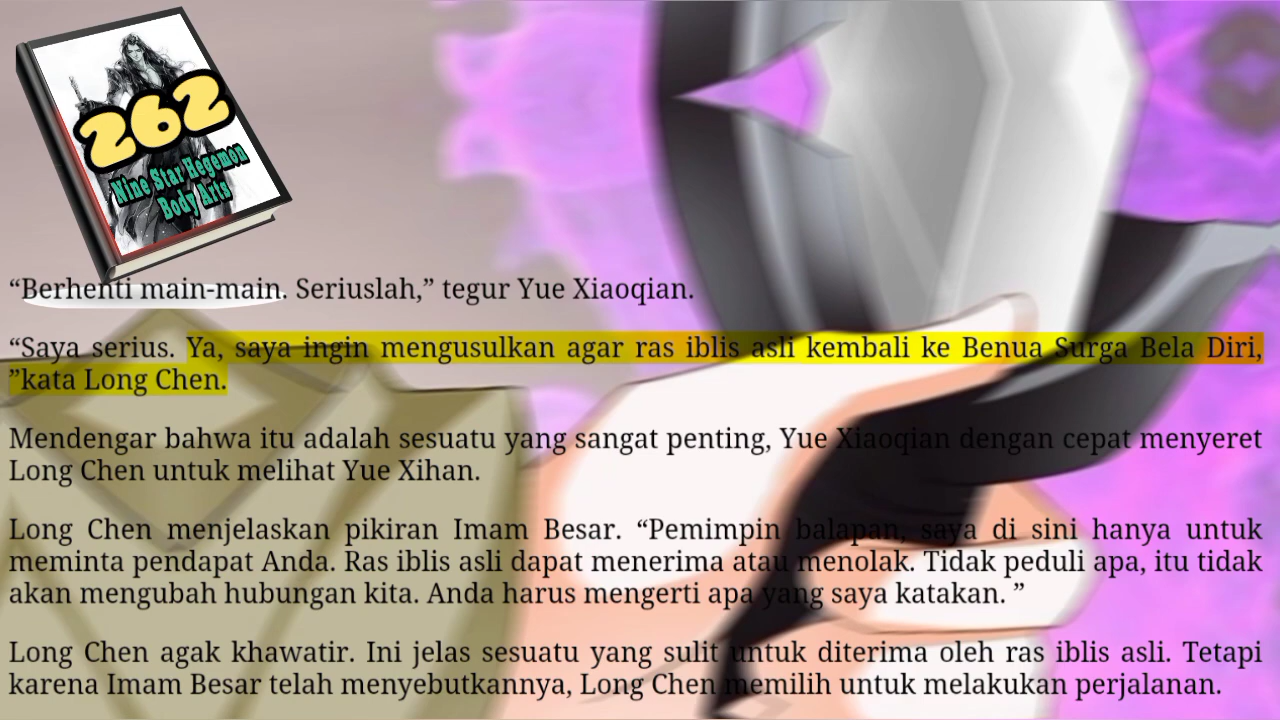 262
Nine Star Hegemon
Body Arts
“Berhenti main-main. Seriuslah,” tegur Yue Xiaoqian.
“Saya serius. Ya, saya ingin mengusulkan agar ras iblis asli kembali ke Benua Surga Bela Diri,
”kata Long Chen.
Mendengar bahwa itu adalah sesuatu yang sangat penting, Yue Xiaoqian dengan cepat menyeret
Long Chen untuk melihat Yue Xihan.
Long Chen menjelaskan pikiran Imam Besar. “Pemimpin balapan, saya di sini hanya untuk
meminta pendapat Anda. Ras iblis asli dapat menerima atau menolak. Tidak peduli apa, itu tidak
akan mengubah hubungan kita. Anda harus mengerti apa yang saya katakan. ”
Long Chen agak khawatir. Ini jelas sesuatu yang sulit untuk diterima oleh ras iblis asli. Tetapi
karena Imam Besar telah menyebutkannya, Long Chen memilih untuk melakukan perjalanan.